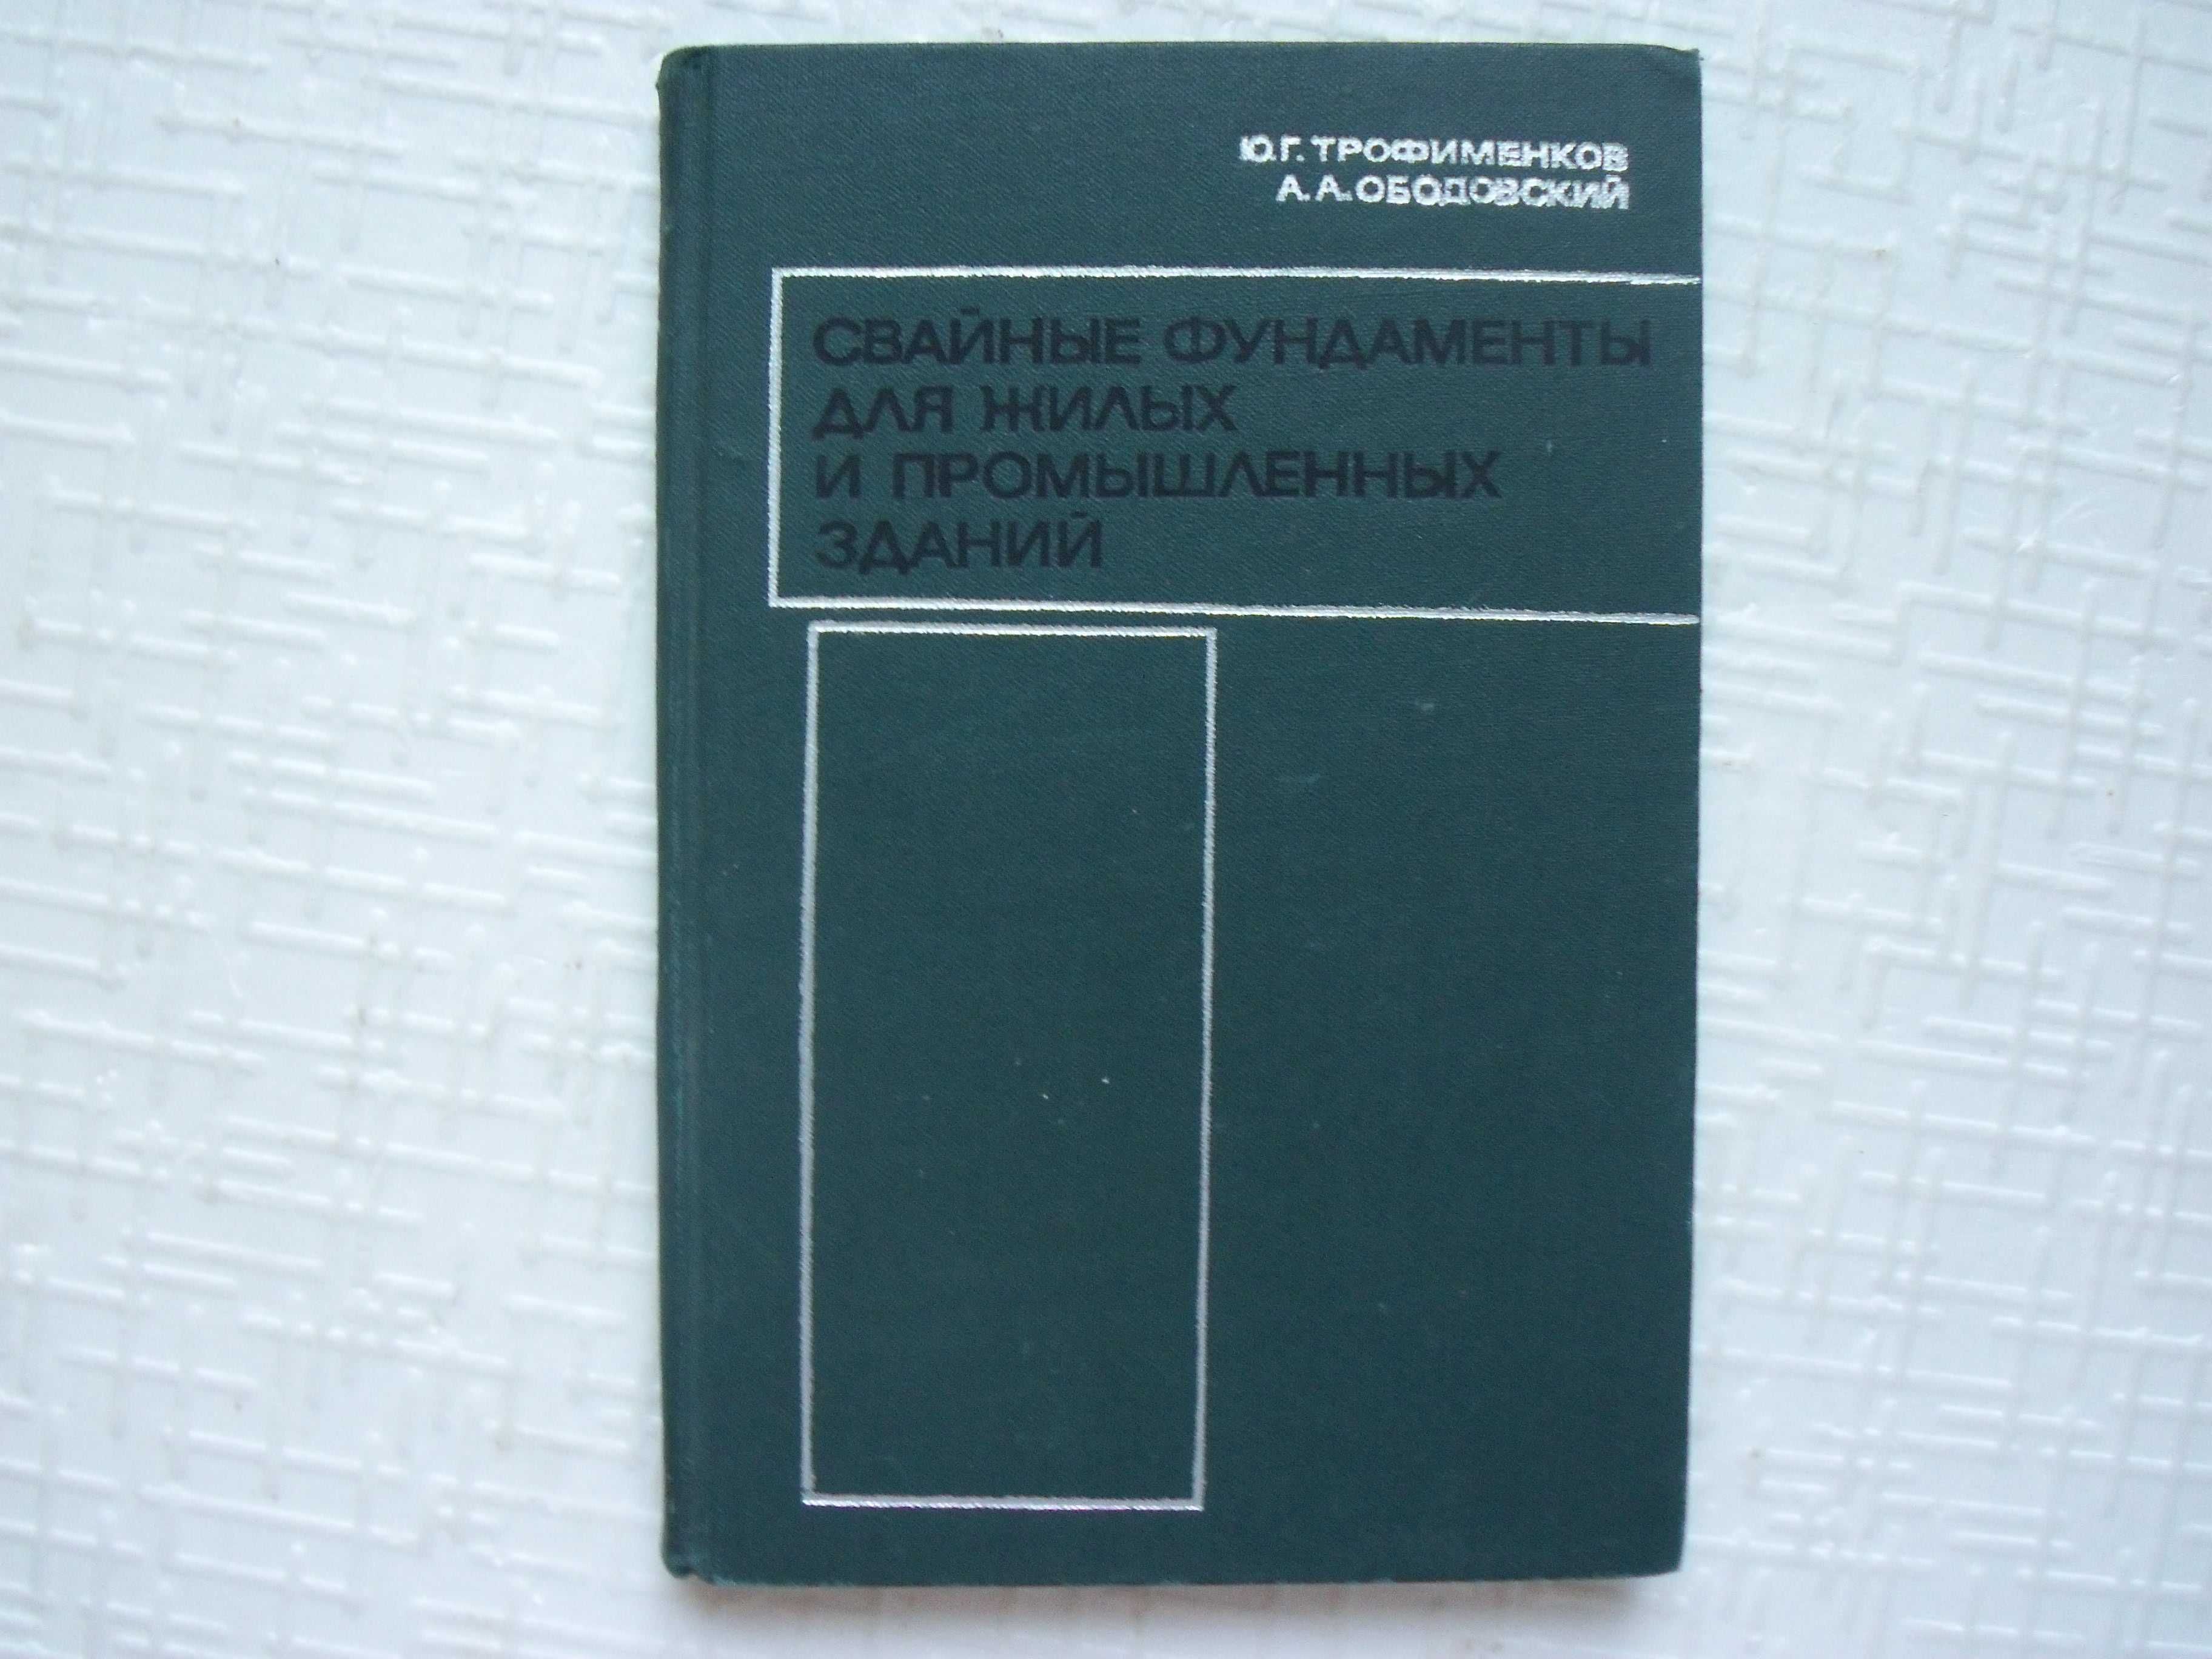 Ю.Г. ТРОФИМЕНКОВ
А.А. ОБОДОВСКИЙ
СВАЙНЫЕ ФУНДАМЕНТЫ
ДЛЯ ЖИЛЫХ
И ПРОМЫШЛЕННЫХ
ЗДАНИЙ